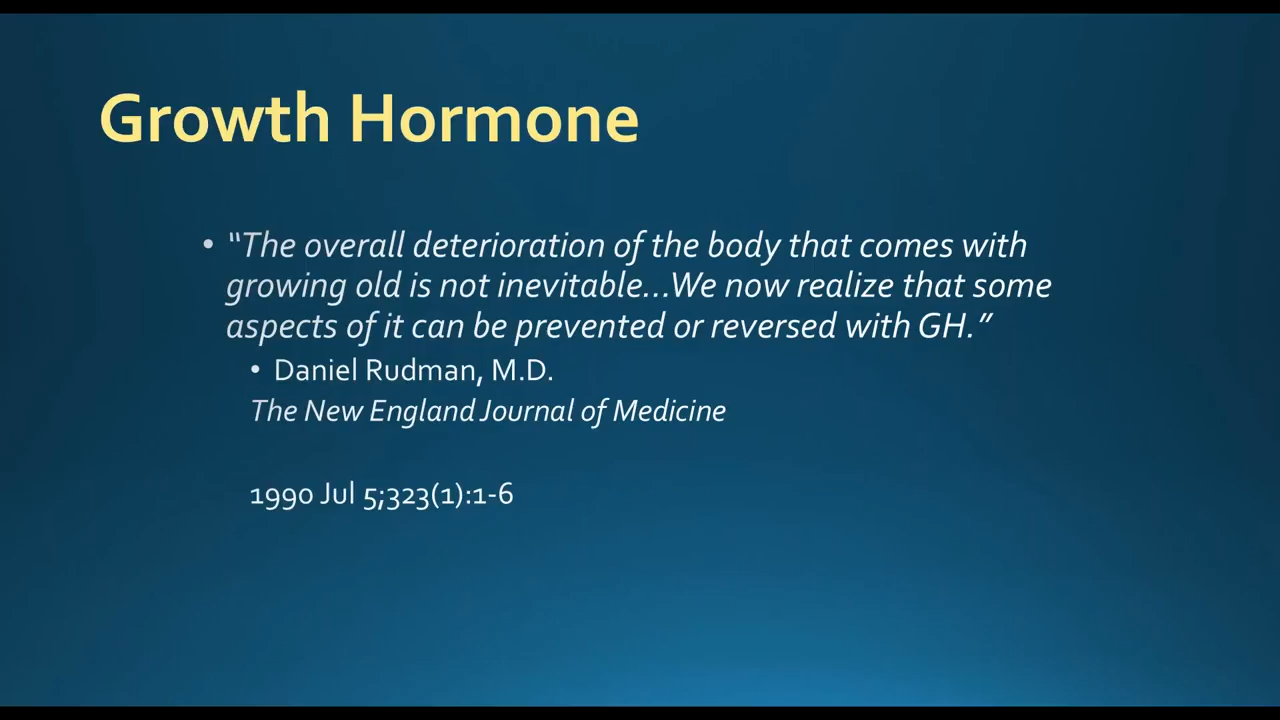 Growth Hormone
• “The overall deterioration of the body that comes with
growing old is not inevitable...We now realize that some
aspects of it can be prevented or reversed with GH.”
• Daniel Rudman, M.D.
The New England Journal of Medicine
1990 Jul 5;323(1):1-6